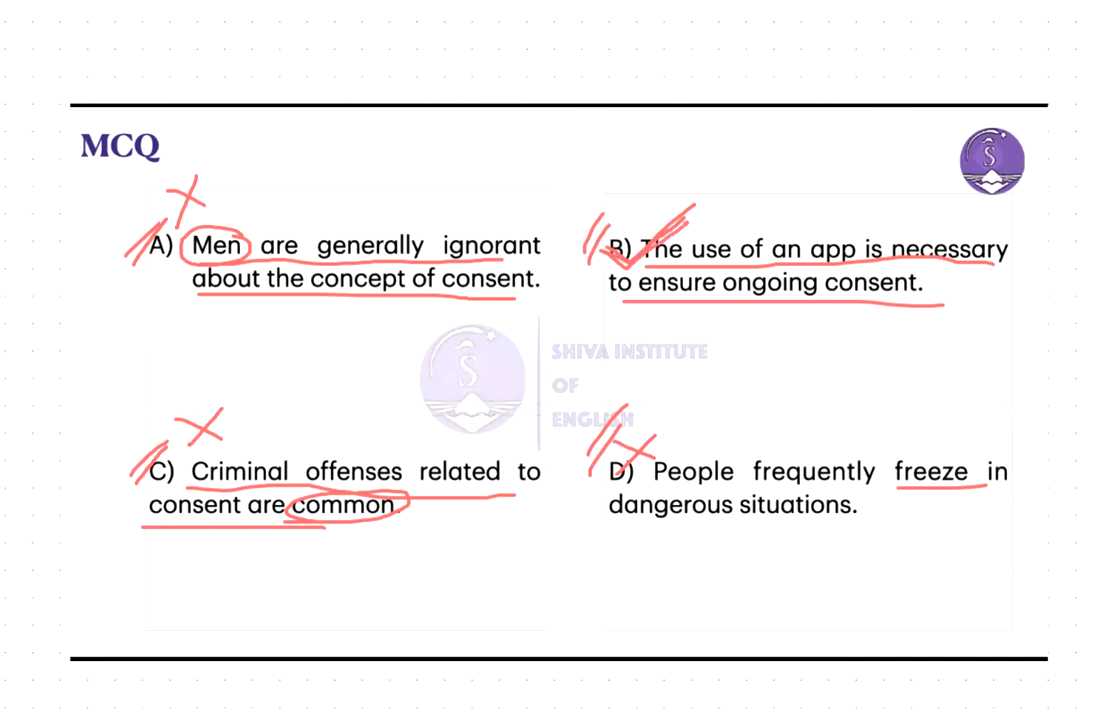 MCQ
A) Men are generally ignorant
about the concept of consent.
B) The use of an app is necessary
to ensure ongoing consent.
SHIVA INSTITUTE
OF
ENGLISH
C) Criminal offenses related to
consent are common.
D) People frequently freeze in
dangerous situations.